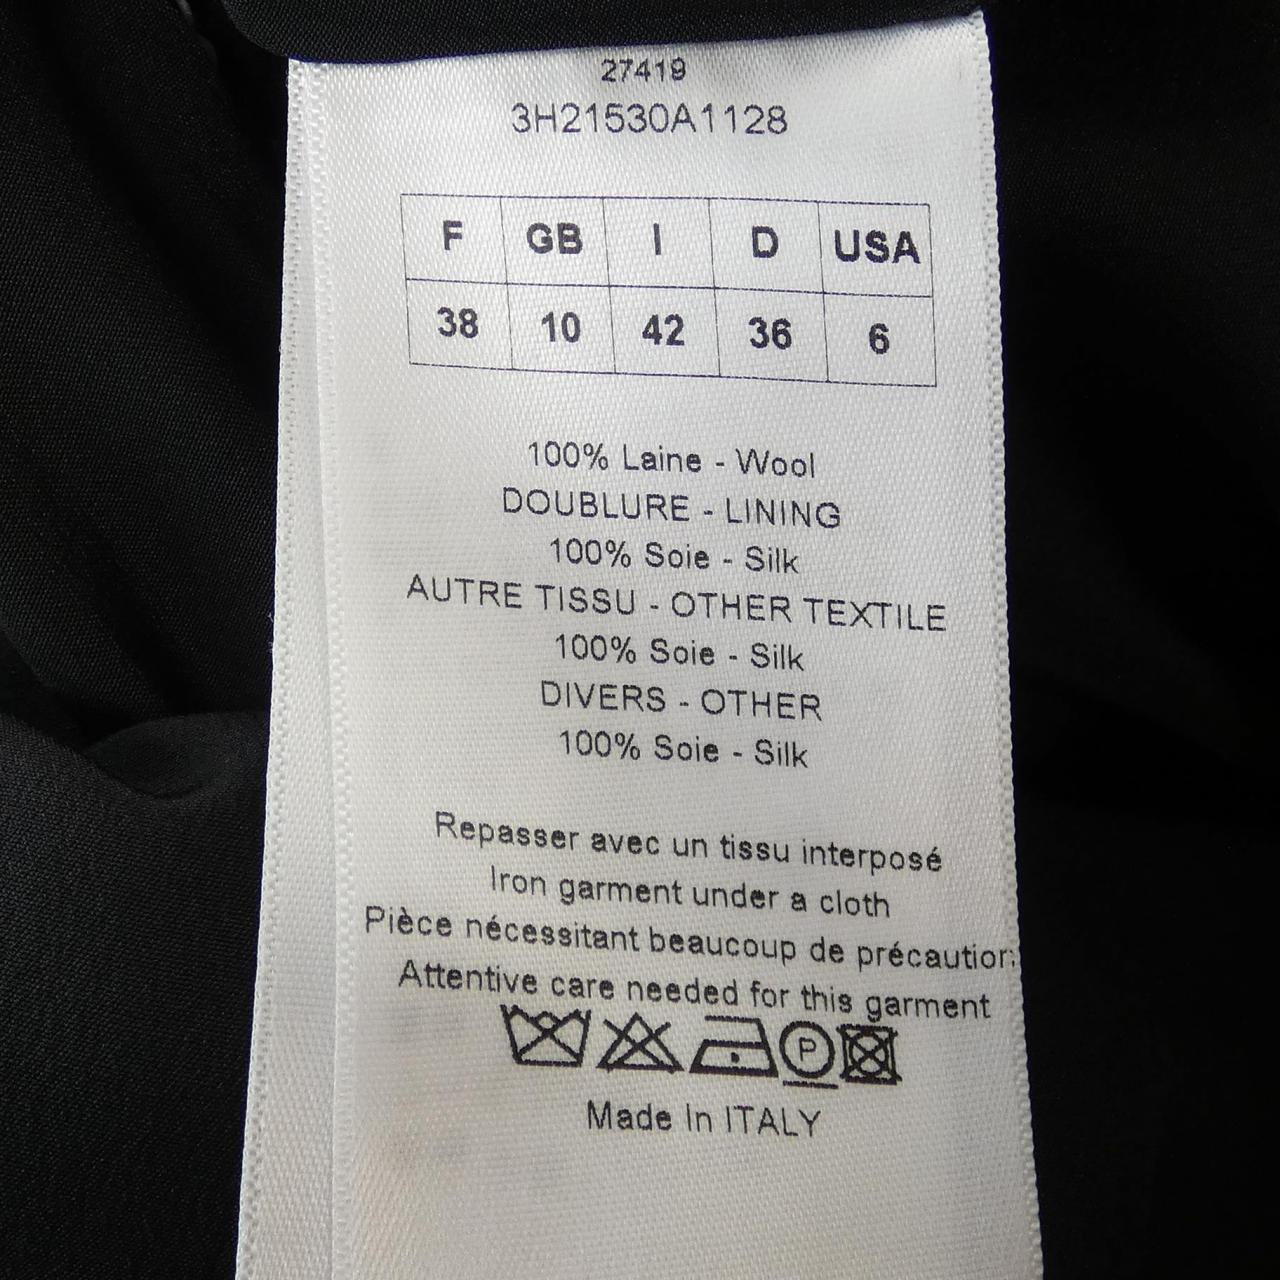 27419
3H21530A1128
F GB I D USA
38 10 42 36 6
100% Laine - Wool
DOUBLURE - LINING
100% Soie - Silk
AUTRE TISSU - OTHER TEXTILE
100% Soie - Silk
DIVERS - OTHER
100% Soie - Silk
Repasser avec un tissu interposé
Iron garment under a cloth
Pièce nécessitant beaucoup de précaution
Attentive care needed for this garment
P
Made In ITALY